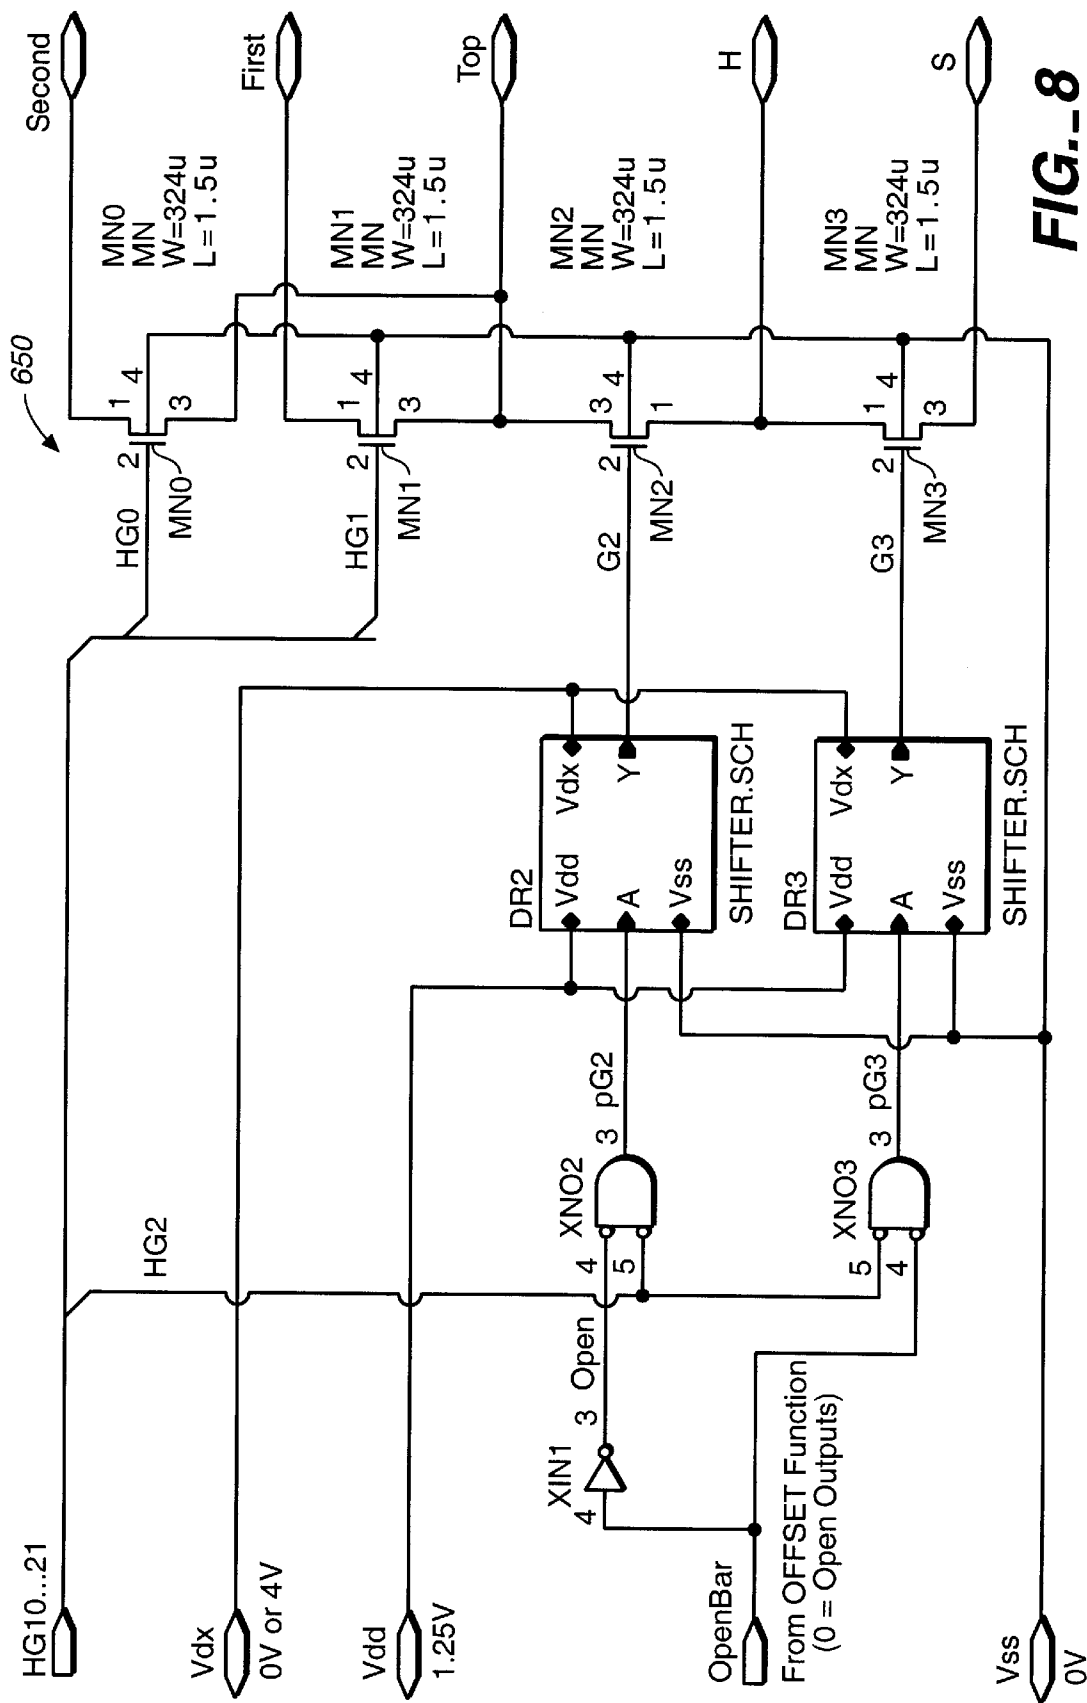 HG10...21
Vdx
0V or 4V
Vdd
1.25V
OpenBar
From OFFSET Function
(0 = Open Outputs)
Vss
0V
HG2
XIN1
4
3
Open
XNO2
4
5
3
pG2
XNO3
5
4
3
pG3
DR2
Vdd
Vdx
A
Y
Vss
SHIFTER.SCH
DR3
Vdd
Vdx
A
Y
Vss
SHIFTER.SCH
650
HG0
2
1
4
3
MN0
HG1
2
1
4
3
MN1
G2
2
3
4
1
MN2
G3
2
1
4
3
MN3
MN0
MN
W=324u
L=1.5u
MN1
MN
W=324u
L=1.5u
MN2
MN
W=324u
L=1.5u
MN3
MN
W=324u
L=1.5u
Second
First
Top
H
S
FIG._8